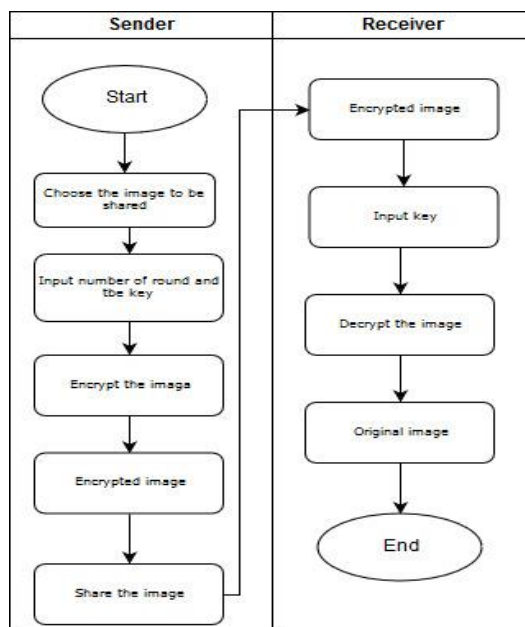 Sender
Start
Choose the image to be
shared
Input number of round and
tbe key
Encrypt the imaga
Encrypted image
Share the image
Receiver
Encrypted image
Input key
Decrypt the image
Original image
End